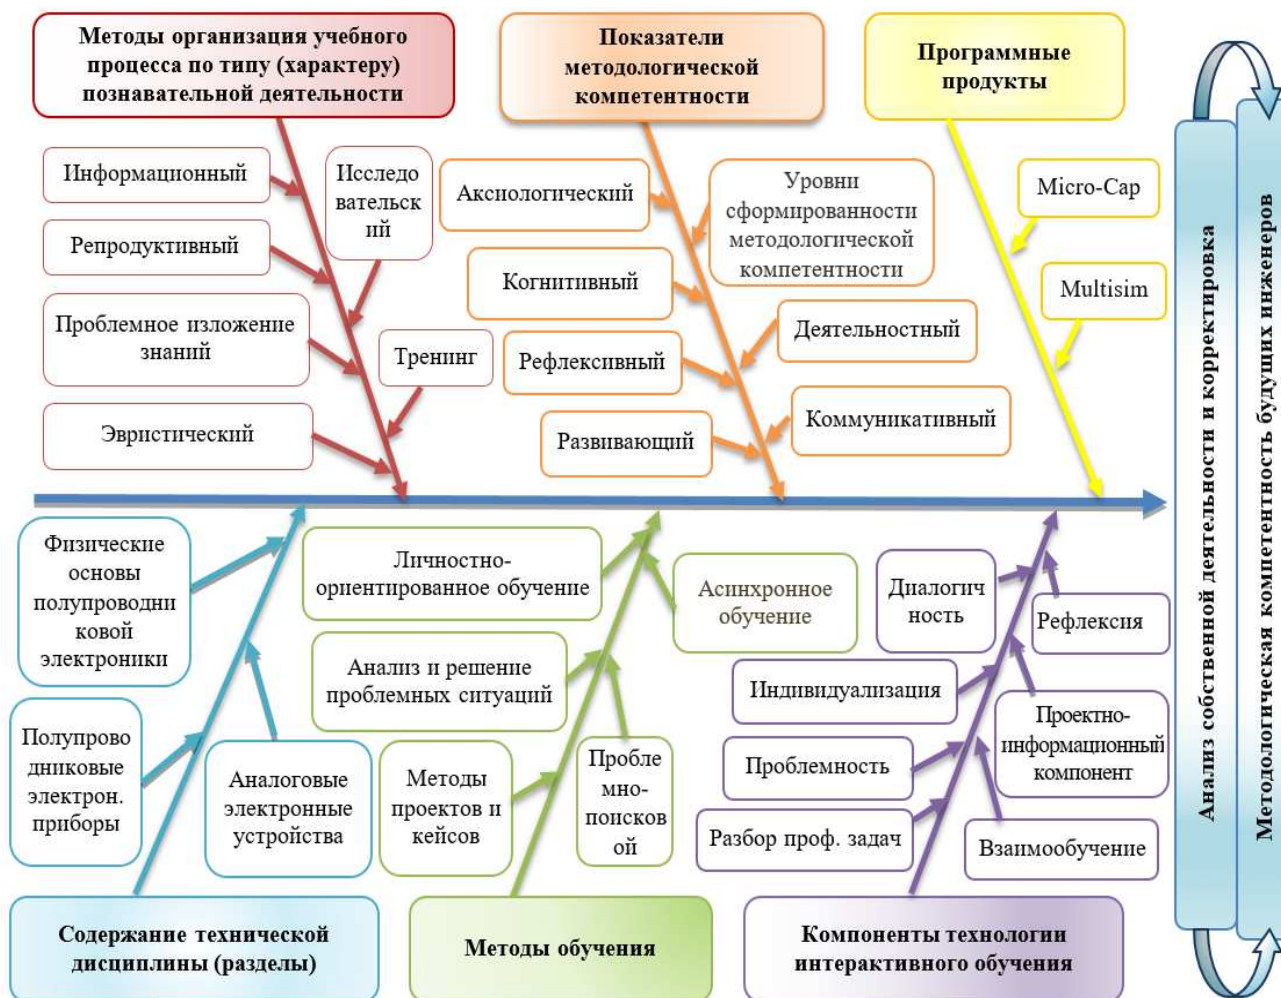 Методы организация учебного
процесса по типу (характеру)
познавательной деятельности
Показатели
методологической
компетентности
Программные
продукты
Информационный
Исследо
вательск
ий
Репродуктивный
Проблемное изложение
знаний
Тренинг
Эвристический
Аксиологический
Уровни
сформированности
методологической
компетентности
Когнитивный
Деятельностный
Рефлексивный
Коммуникативный
Развивающий
Micro-Cap
Multisim
Физические
основы
полупроводни
ковой
электроники
Полупрово
дниковые
электрон.
приборы
Аналоговые
электронные
устройства
Личностно-
ориентированное обучение
Асинхронное
обучение
Анализ и решение
проблемных ситуаций
Методы
проектов и
кейсов
Пробле
мно-
поисков
ой
Диалогич
ность
Рефлексия
Индивидуализация
Проектно-
информационный
компонент
Проблемность
Разбор проф. задач
Взаимообучение
Содержание технической
дисциплины (разделы)
Методы обучения
Компоненты технологии
интерактивного обучения
Анализ собственной деятельности и корректировка
Методологическая компетентность будущих инженеров